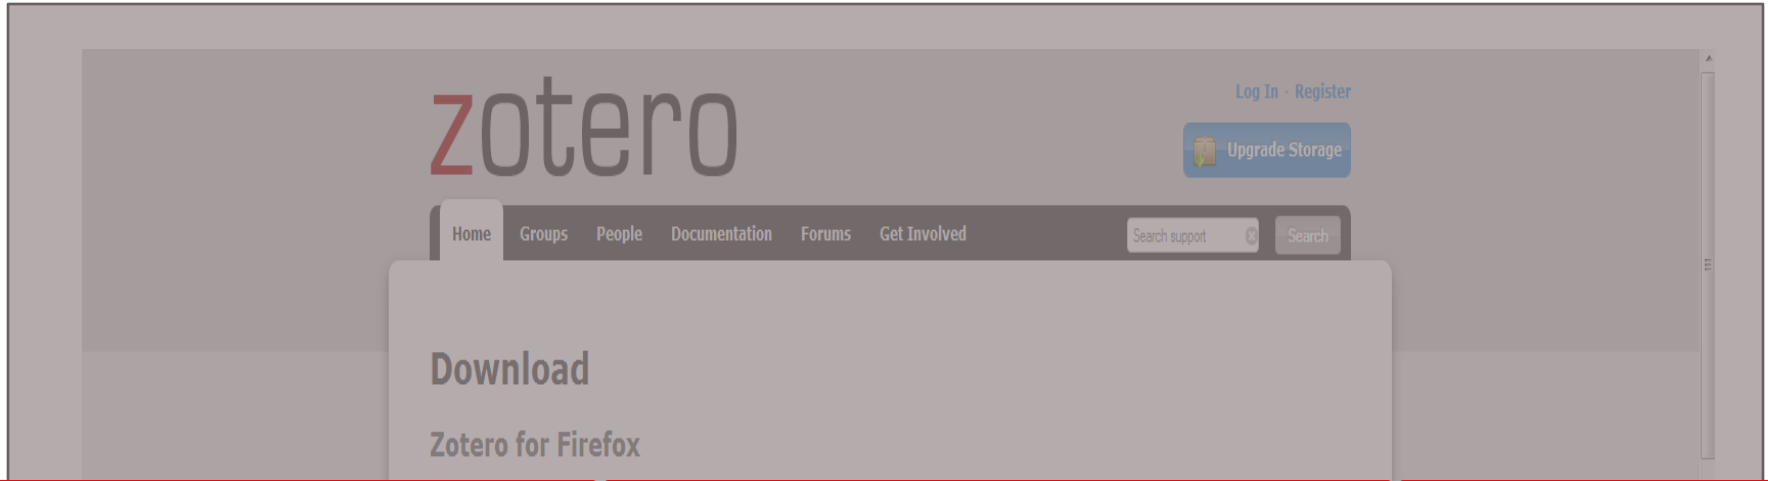 zotero
Log In · Register
Upgrade Storage
Home Groups People Documentation Forums Get Involved
Search support Search
Download
Zotero for Firefox